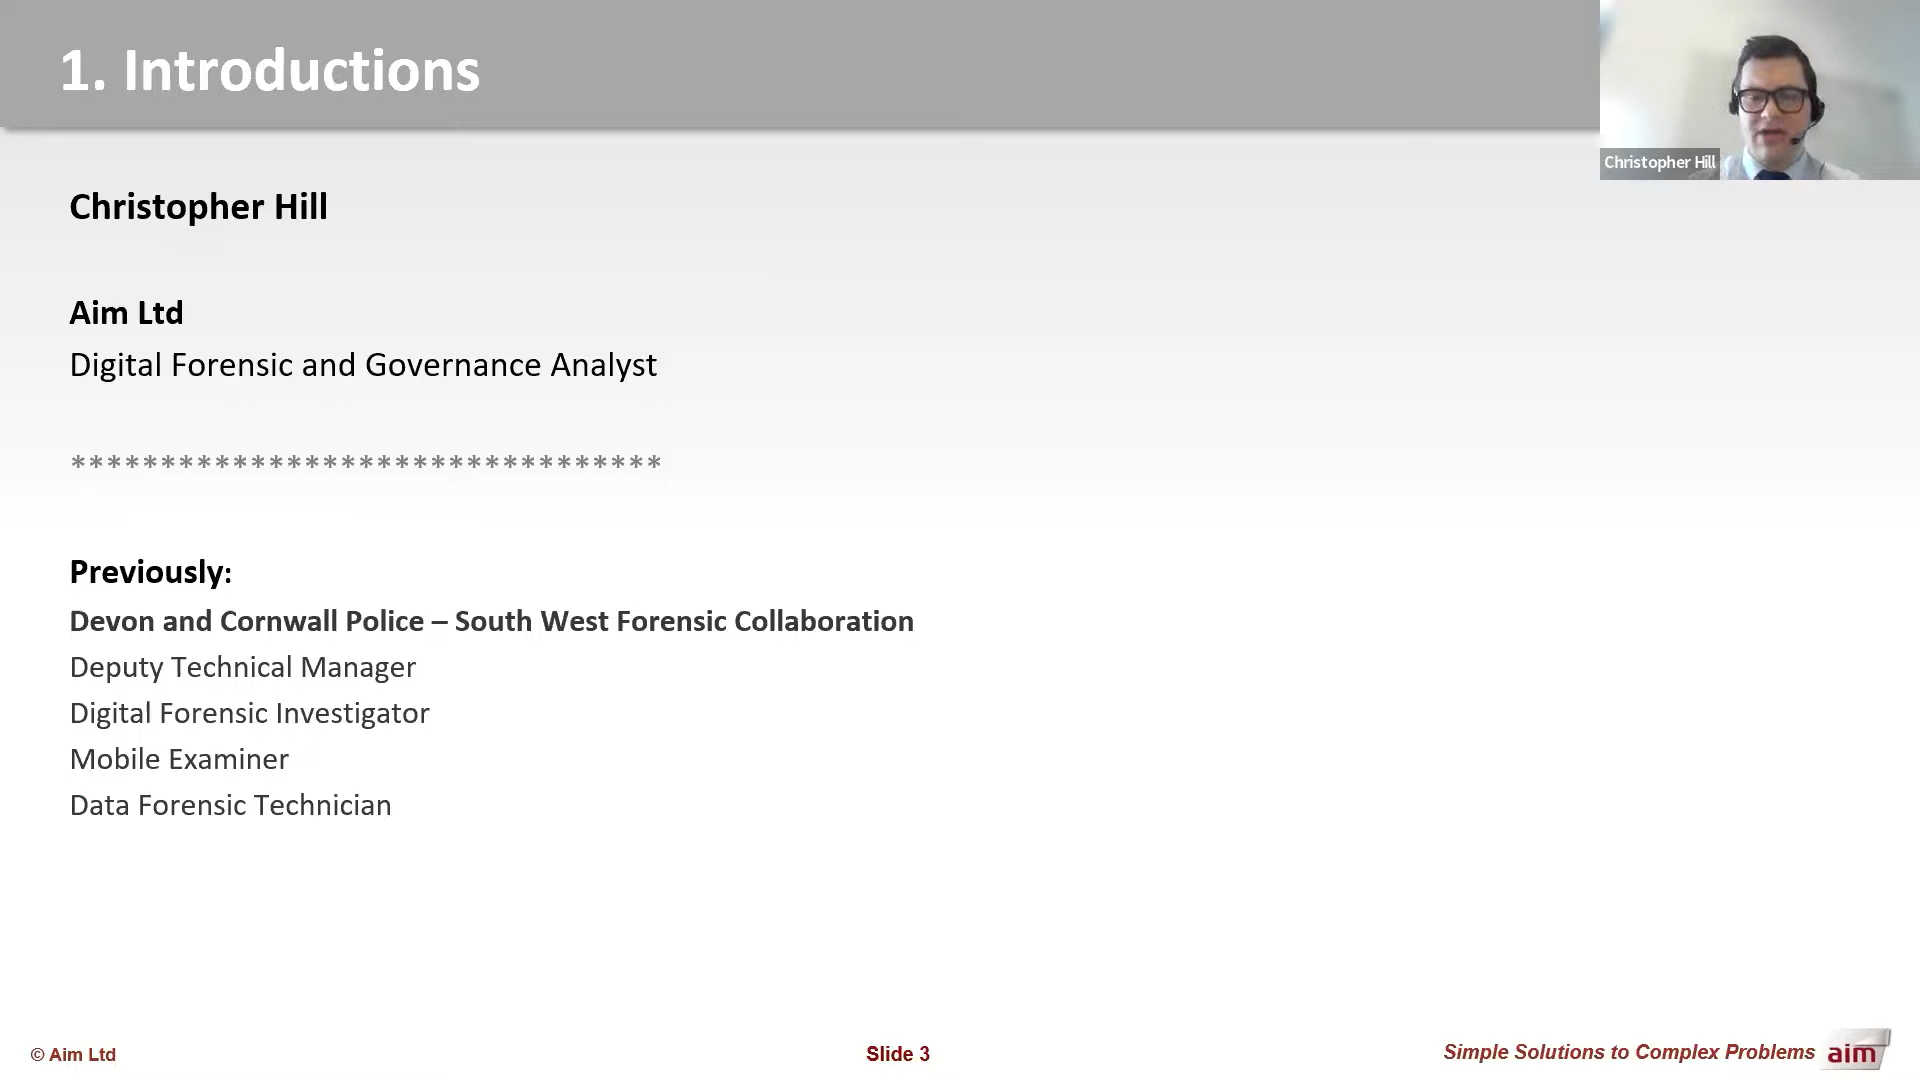 1. Introductions
Christopher Hill
Christopher Hill
Aim Ltd
Digital Forensic and Governance Analyst
*********************************
Previously:
Devon and Cornwall Police – South West Forensic Collaboration
Deputy Technical Manager
Digital Forensic Investigator
Mobile Examiner
Data Forensic Technician
© Aim Ltd
Slide 3
Simple Solutions to Complex Problems
aim